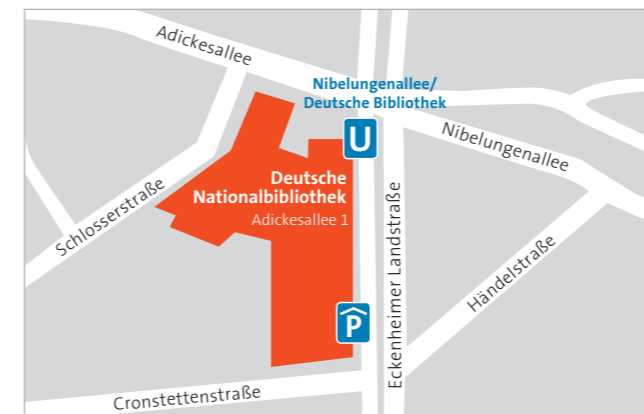 Adickesallee
Nibelungenallee/
Deutsche Bibliothek
U
Nibelungenallee
Deutsche
Nationalbibliothek
Adickesallee 1
Schlosserstraße
Eckenheimer Landstraße
Händelstraße
P
Cronstettenstraße